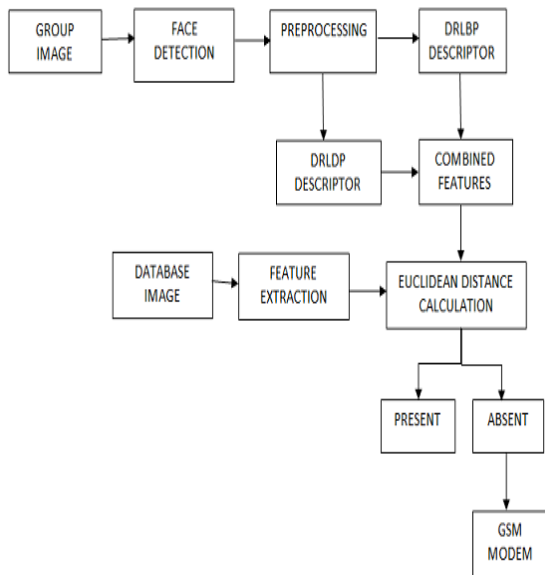 GROUP
IMAGE
FACE
DETECTION
PREPROCESSING
DRLBP
DESCRIPTOR
DRLDP
DESCRIPTOR
COMBINED
FEATURES
DATABASE
IMAGE
FEATURE
EXTRACTION
EUCLIDEAN DISTANCE
CALCULATION
PRESENT
ABSENT
GSM
MODEM